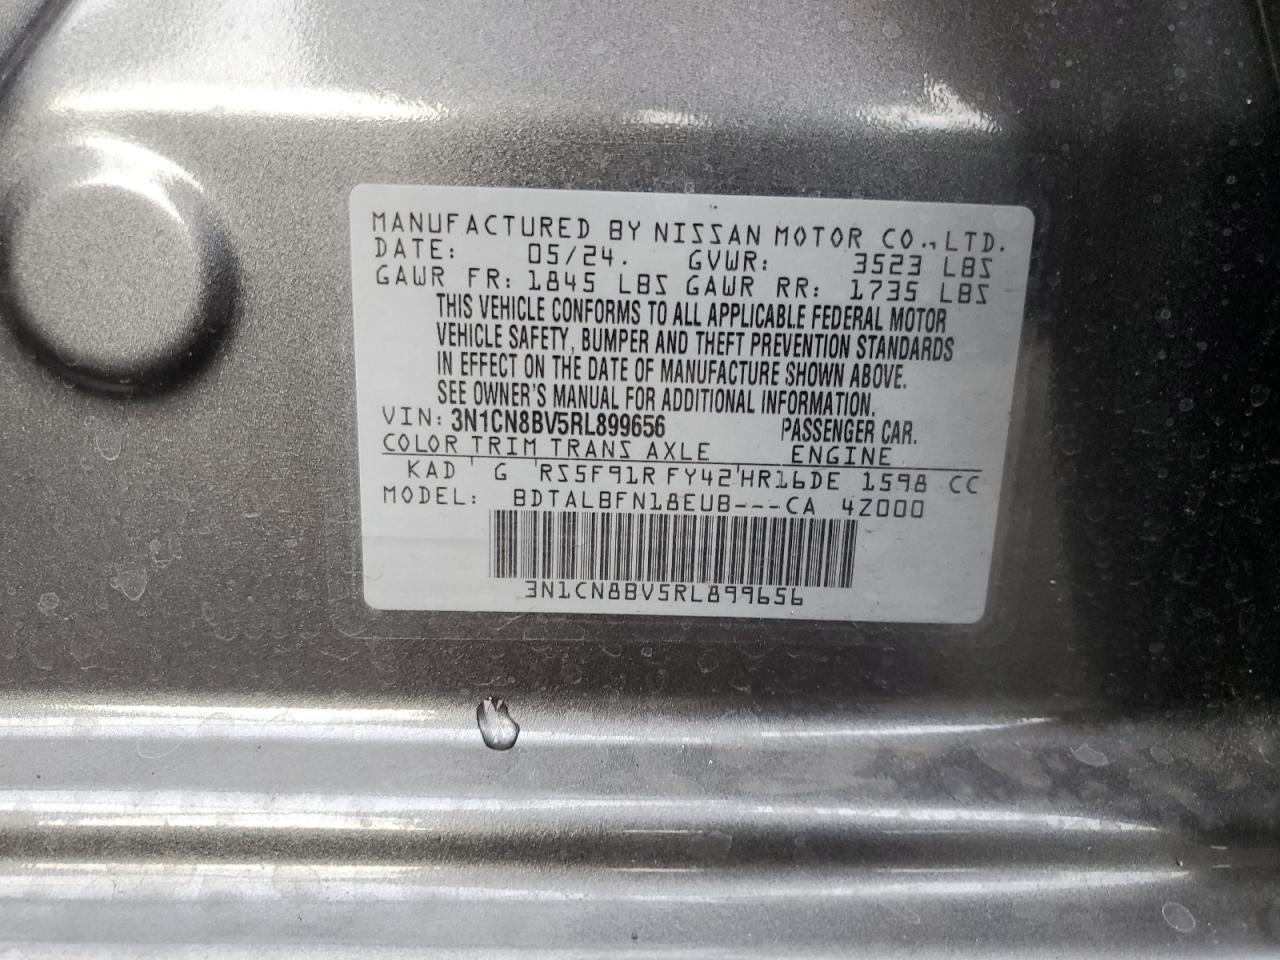 MANUFACTURED BY NISSAN MOTOR CO., LTD.
DATE: 05/24. GVWR: 3523 LBS
GAWR FR: 1845 LBS GAWR RR: 1735 LBS
THIS VEHICLE CONFORMS TO ALL APPLICABLE FEDERAL MOTOR
VEHICLE SAFETY, BUMPER AND THEFT PREVENTION STANDARDS
IN EFFECT ON THE DATE OF MANUFACTURE SHOWN ABOVE.
SEE OWNER'S MANUAL FOR ADDITIONAL INFORMATION.
VIN: 3N1CN8BV5RL899656 PASSENGER CAR.
COLOR TRIM TRANS AXLE ENGINE
KAD G RS5F91R FY42 HR16DE 1598 CC
MODEL: BDTALBFN18EUB---CA 4Z000
3N1CN8BV5RL899656